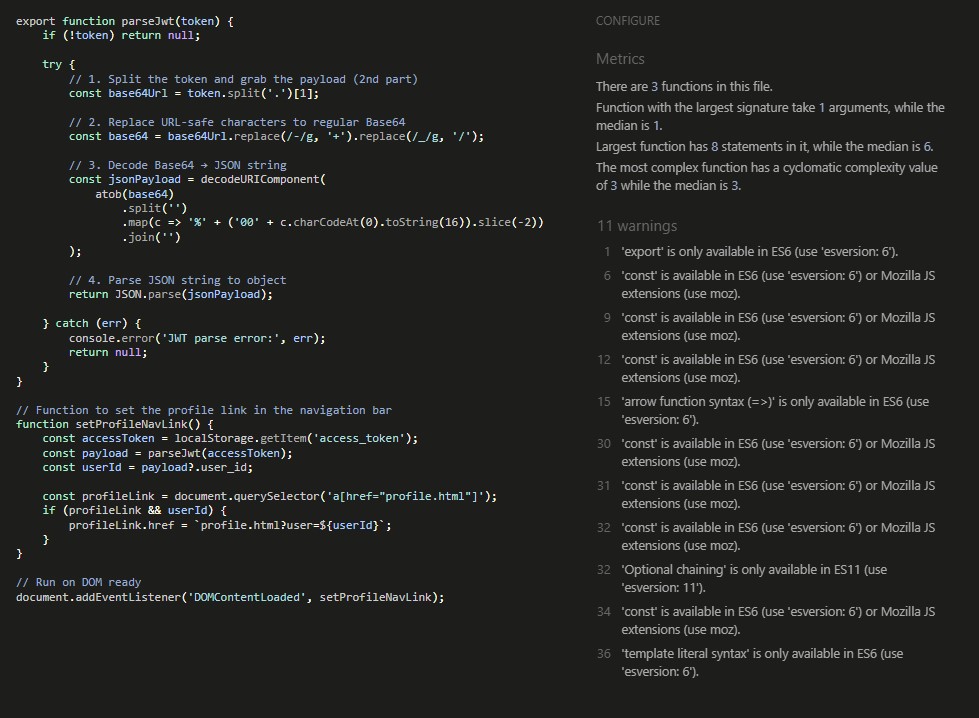 export function parseJwt(token) {
    if (!token) return null;

    try {
        // 1. Split the token and grab the payload (2nd part)
        const base64Url = token.split('.')[1];

        // 2. Replace URL-safe characters to regular Base64
        const base64 = base64Url.replace(/-/g, '+').replace(/_/g, '/');

        // 3. Decode Base64 → JSON string
        const jsonPayload = decodeURIComponent(
            atob(base64)
                .split('')
                .map(c => '%' + ('00' + c.charCodeAt(0).toString(16)).slice(-2))
                .join('')
        );

        // 4. Parse JSON string to object
        return JSON.parse(jsonPayload);

    } catch (err) {
        console.error('JWT parse error:', err);
        return null;
    }
}

// Function to set the profile link in the navigation bar
function setProfileNavLink() {
    const accessToken = localStorage.getItem('access_token');
    const payload = parseJwt(accessToken);
    const userId = payload?.user_id;

    const profileLink = document.querySelector('a[href="profile.html"]');
    if (profileLink && userId) {
        profileLink.href = `profile.html?user=${userId}`;
    }
}

// Run on DOM ready
document.addEventListener('DOMContentLoaded', setProfileNavLink);
CONFIGURE
Metrics
There are 3 functions in this file.
Function with the largest signature take 1 arguments, while the
median is 1.
Largest function has 8 statements in it, while the median is 6.
The most complex function has a cyclomatic complexity value
of 3 while the median is 3.
11 warnings
1 'export' is only available in ES6 (use 'esversion: 6').
6 'const' is available in ES6 (use 'esversion: 6') or Mozilla JS
extensions (use moz).
9 'const' is available in ES6 (use 'esversion: 6') or Mozilla JS
extensions (use moz).
12 'const' is available in ES6 (use 'esversion: 6') or Mozilla JS
extensions (use moz).
15 'arrow function syntax (=>)' is only available in ES6 (use
'esversion: 6').
30 'const' is available in ES6 (use 'esversion: 6') or Mozilla JS
extensions (use moz).
31 'const' is available in ES6 (use 'esversion: 6') or Mozilla JS
extensions (use moz).
32 'const' is available in ES6 (use 'esversion: 6') or Mozilla JS
extensions (use moz).
32 'Optional chaining' is only available in ES11 (use
'esversion: 11').
34 'const' is available in ES6 (use 'esversion: 6') or Mozilla JS
extensions (use moz).
36 'template literal syntax' is only available in ES6 (use
'esversion: 6').